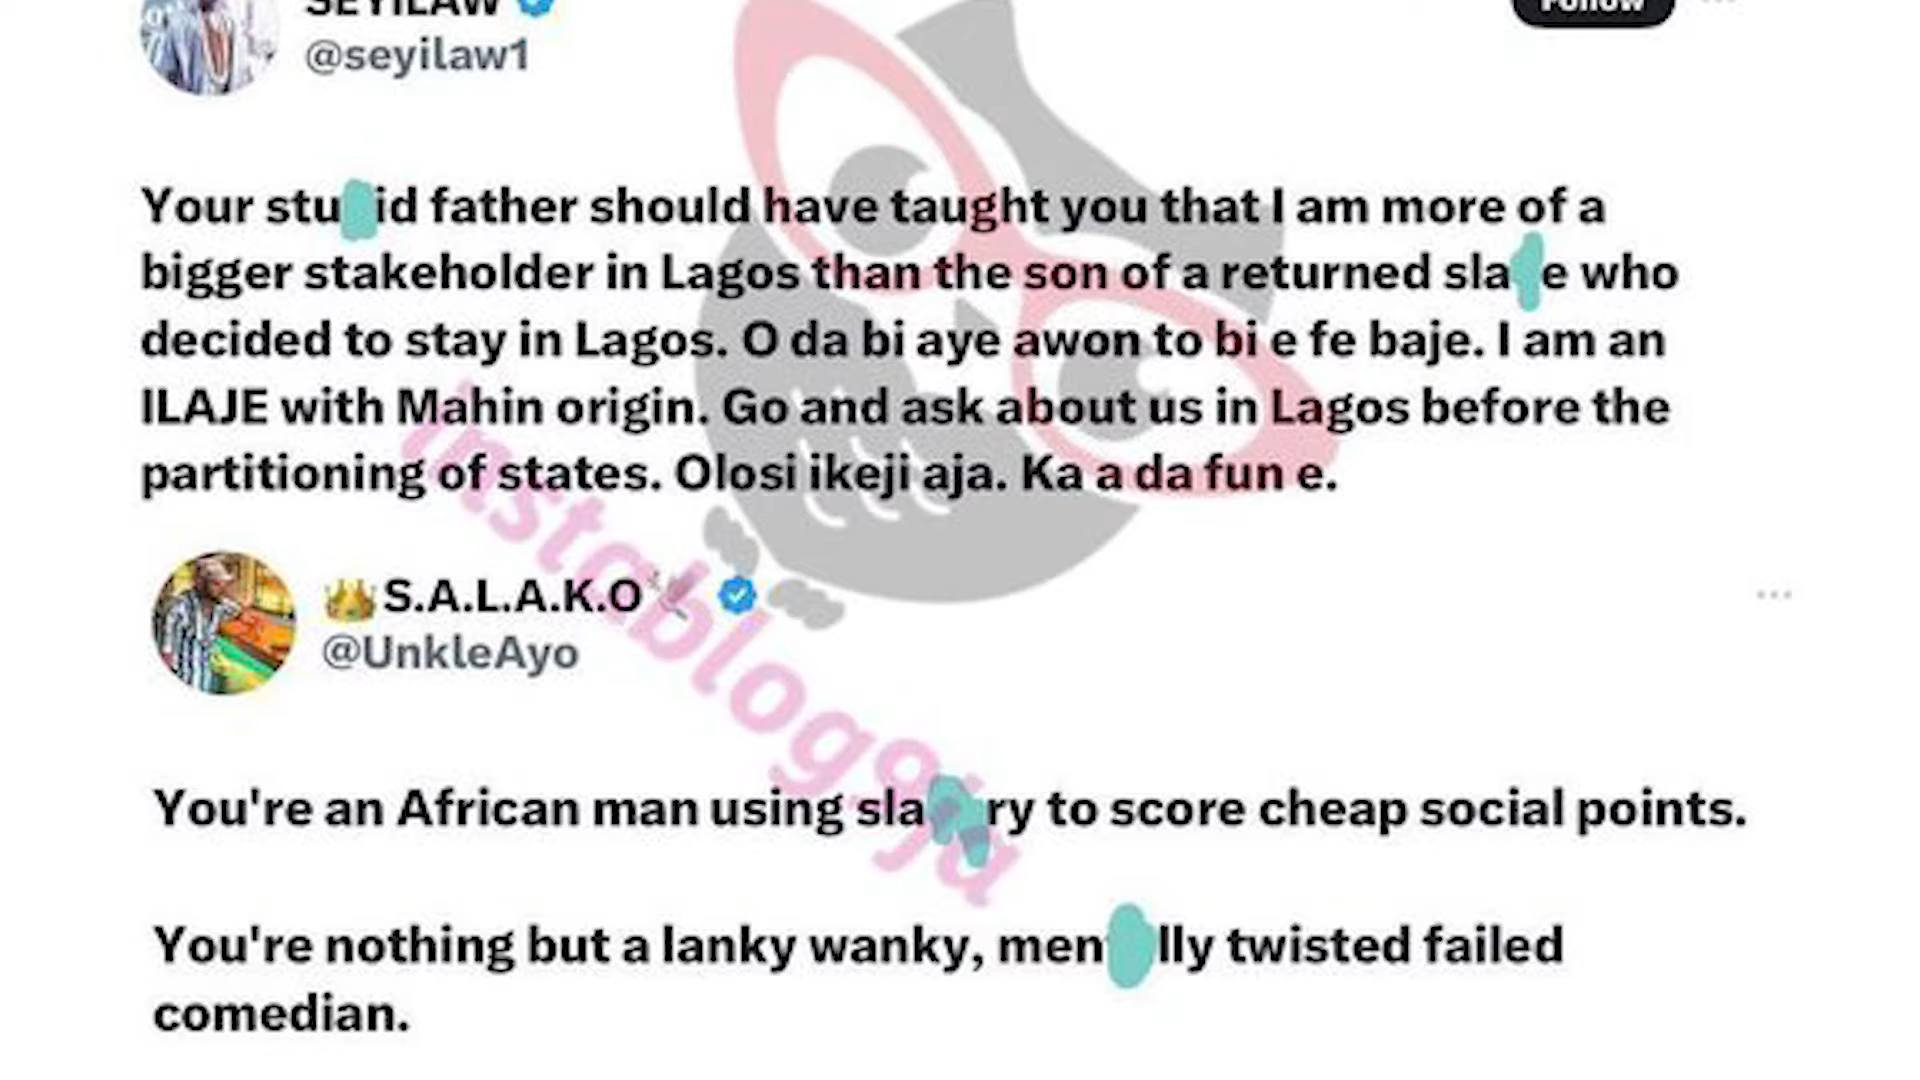 SEYILAW
Follow
@seyilaw1
Your stu id father should have taught you that I am more of a
bigger stakeholder in Lagos than the son of a returned sla e who
decided to stay in Lagos. O da bi aye awon to bi e fe baje. I am an
ILAJE with Mahin origin. Go and ask about us in Lagos before the
partitioning of states. Olosi ikeji aja. Ka a da fun e.
S.A.L.A.K.O
@UnkleAyo
instablog9ja
You're an African man using sla ry to score cheap social points.
You're nothing but a lanky wanky, men lly twisted failed
comedian.